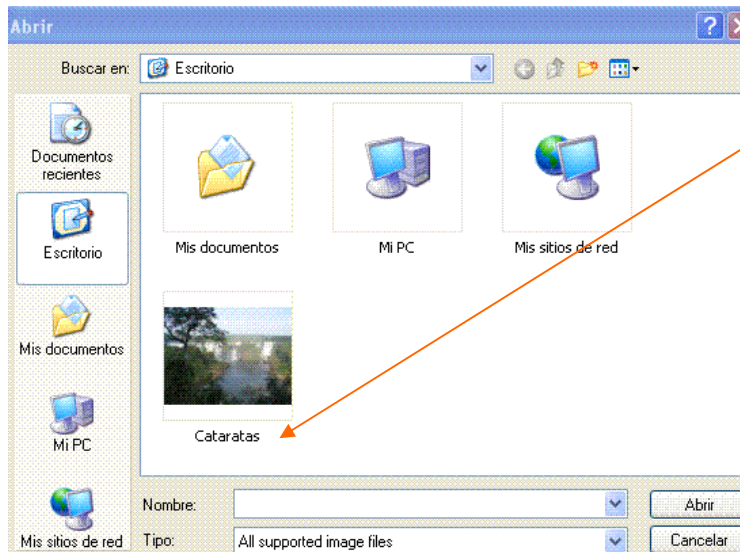 Abrir
Buscar en: Escritorio
Documentos
recientes
Escritorio
Mis documentos
Mi PC
Mis sitios de red
Mis documentos
Mi PC
Mis sitios de red
Cataratas
Nombre:
Abrir
Tipo: All supported image files
Cancelar